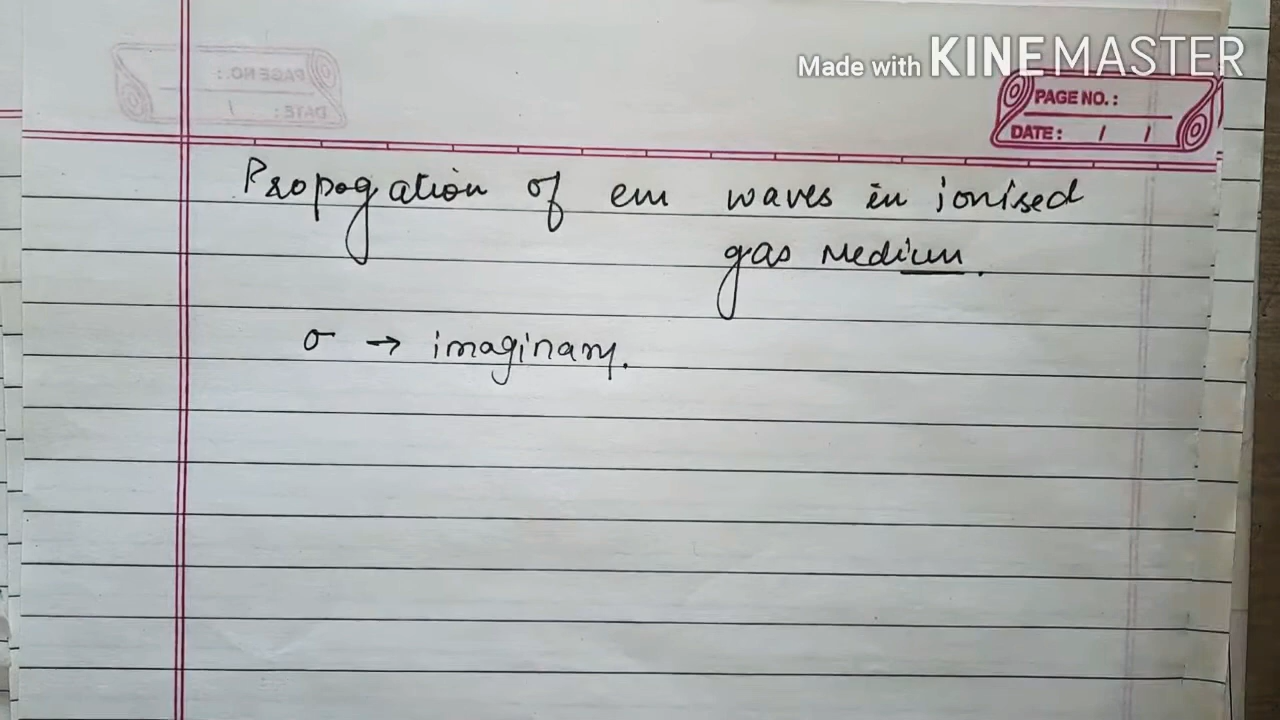 Made with KINEMASTER
PAGE NO. :
DATE : / /
Propogation of em waves in ionised
gas medium.
σ → imaginary.